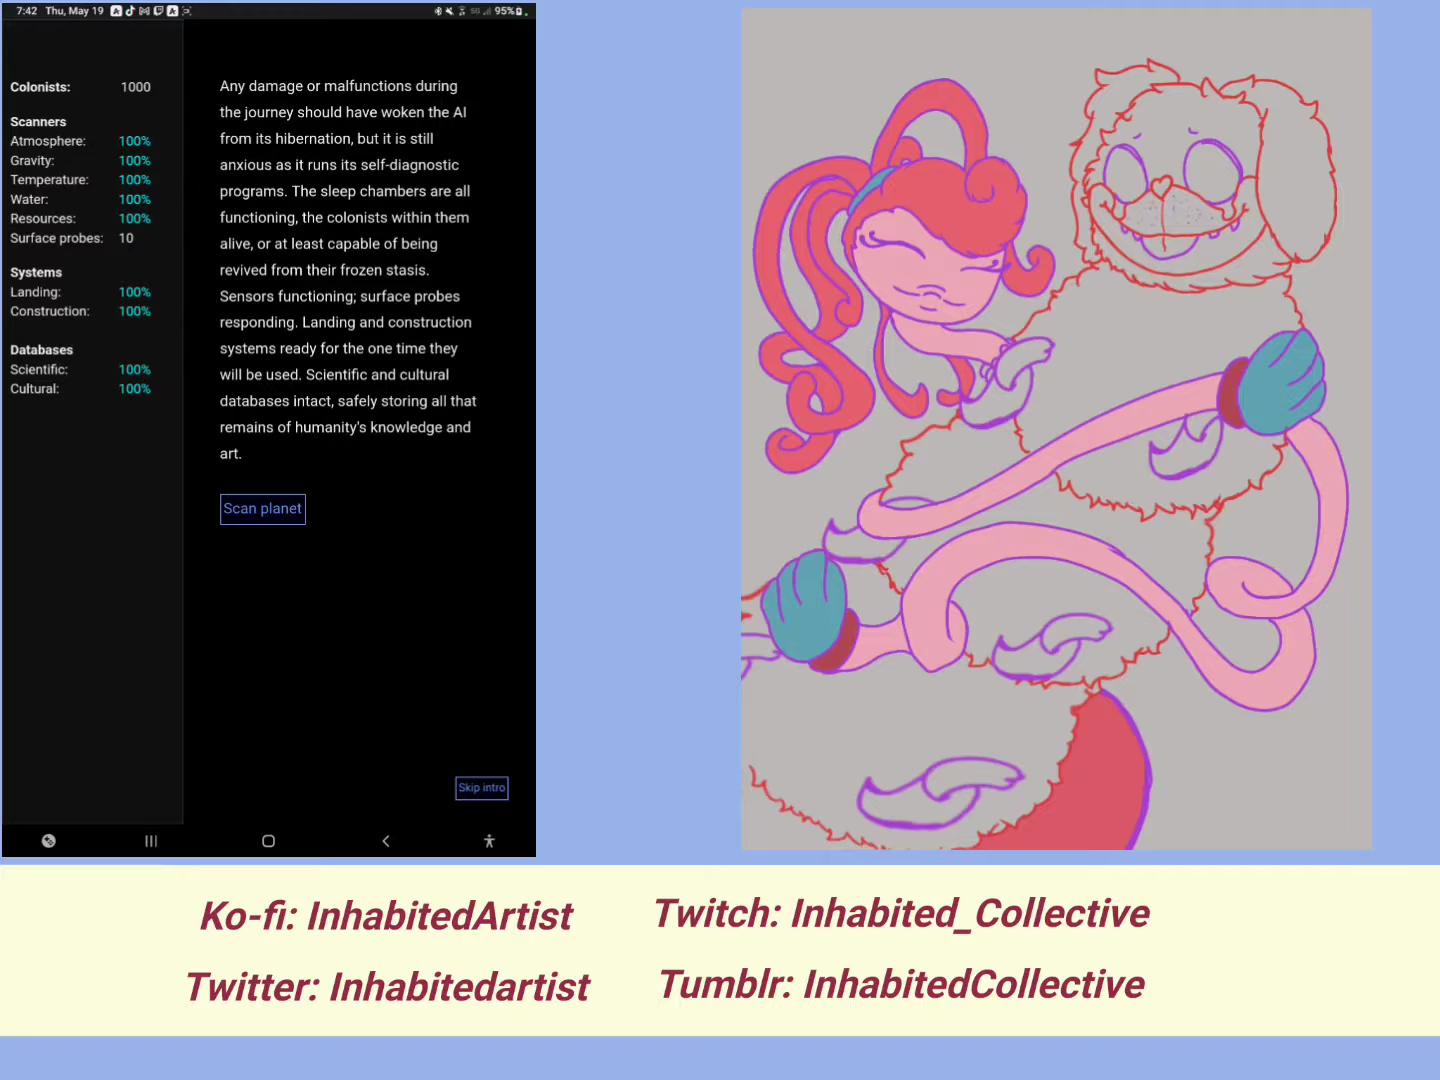 7:42 Thu, May 19
95%
Colonists: 1000
Scanners
Atmosphere: 100%
Gravity: 100%
Temperature: 100%
Water: 100%
Resources: 100%
Surface probes: 10
Systems
Landing: 100%
Construction: 100%
Databases
Scientific: 100%
Cultural: 100%
Any damage or malfunctions during
the journey should have woken the AI
from its hibernation, but it is still
anxious as it runs its self-diagnostic
programs. The sleep chambers are all
functioning, the colonists within them
alive, or at least capable of being
revived from their frozen stasis.
Sensors functioning; surface probes
responding. Landing and construction
systems ready for the one time they
will be used. Scientific and cultural
databases intact, safely storing all that
remains of humanity's knowledge and
art.
Scan planet
Skip intro
Ko-fi: InhabitedArtist
Twitch: Inhabited_Collective
Twitter: Inhabitedartist
Tumblr: InhabitedCollective